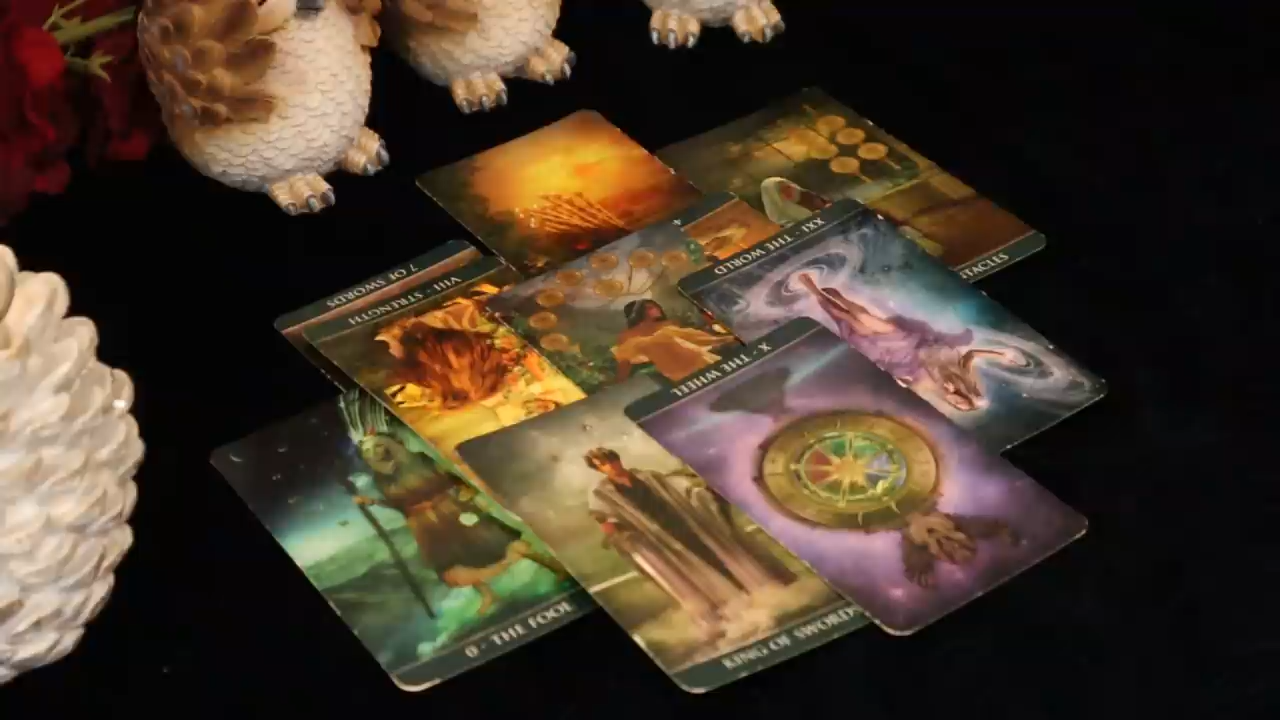 XXI - THE WORLD
7 OF SWORDS
VIII - STRENGTH
X - THE WHEEL
0 - THE FOOL
KING OF SWORDS